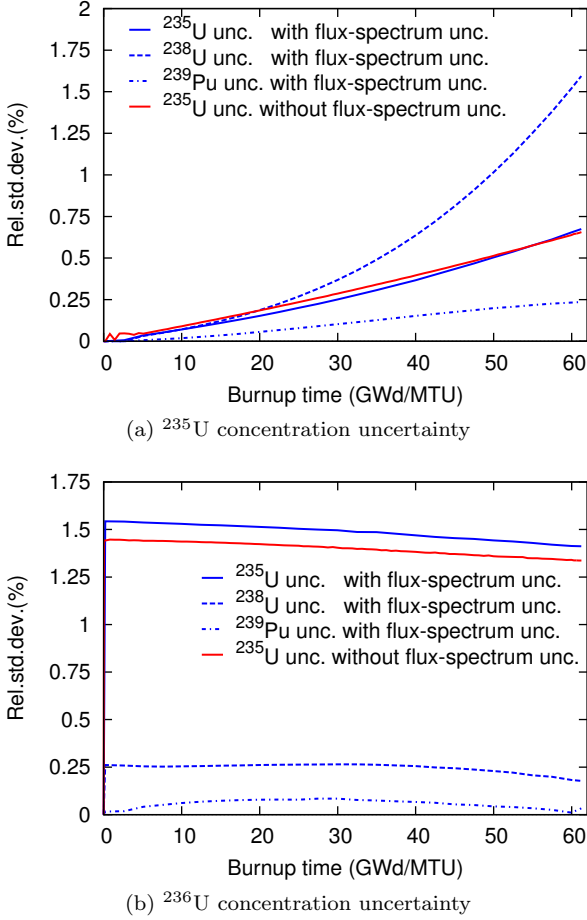 2
1.75
1.5
1.25
1
0.75
0.5
0.25
0
Rel.std.dev.(%)
²³⁵U unc. with flux-spectrum unc.
²³⁸U unc. with flux-spectrum unc.
²³⁹Pu unc. with flux-spectrum unc.
²³⁵U unc. without flux-spectrum unc.
0 10 20 30 40 50 60
Burnup time (GWd/MTU)
(a) ²³⁵U concentration uncertainty
1.75
1.5
1.25
1
0.75
0.5
0.25
0
Rel.std.dev.(%)
²³⁵U unc. with flux-spectrum unc.
²³⁸U unc. with flux-spectrum unc.
²³⁹Pu unc. with flux-spectrum unc.
²³⁵U unc. without flux-spectrum unc.
0 10 20 30 40 50 60
Burnup time (GWd/MTU)
(b) ²³⁶U concentration uncertainty